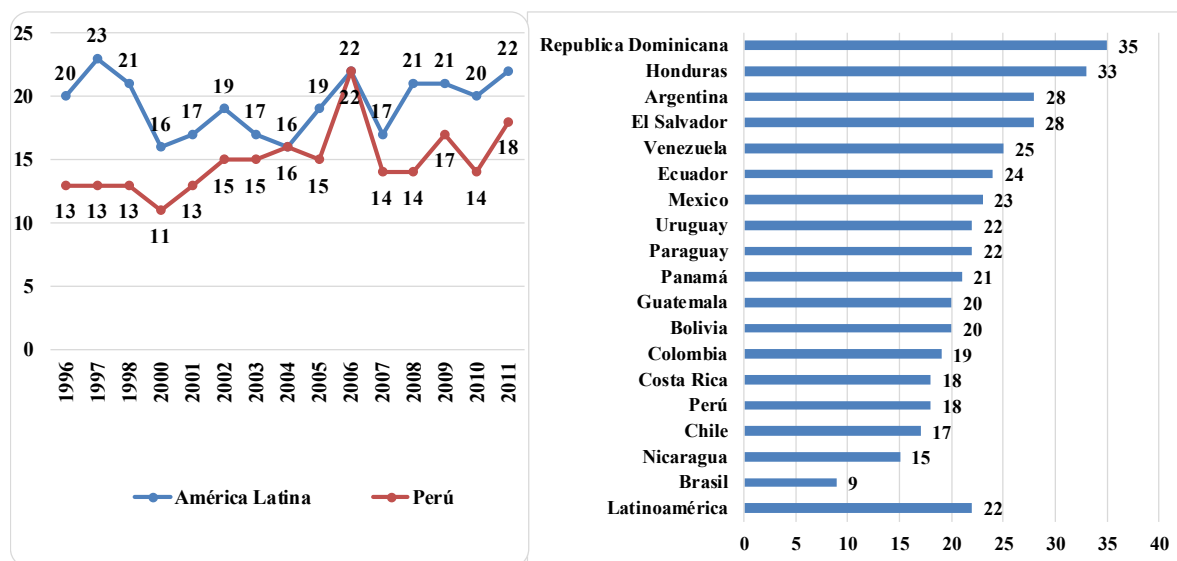 25
20
15
10
5
0
20 23 21 16 17 19 17 16 19 22 17 21 21 20 22
13 13 13 11 13 15 15 16 15 22 14 14 17 14 18
1996 1997 1998 2000 2001 2002 2003 2004 2005 2006 2007 2008 2009 2010 2011
América Latina Perú
Republica Dominicana 35
Honduras 33
Argentina 28
El Salvador 28
Venezuela 25
Ecuador 24
Mexico 23
Uruguay 22
Paraguay 22
Panamá 21
Guatemala 20
Bolivia 20
Colombia 19
Costa Rica 18
Perú 18
Chile 17
Nicaragua 15
Brasil 9
Latinoamérica 22
0 5 10 15 20 25 30 35 40